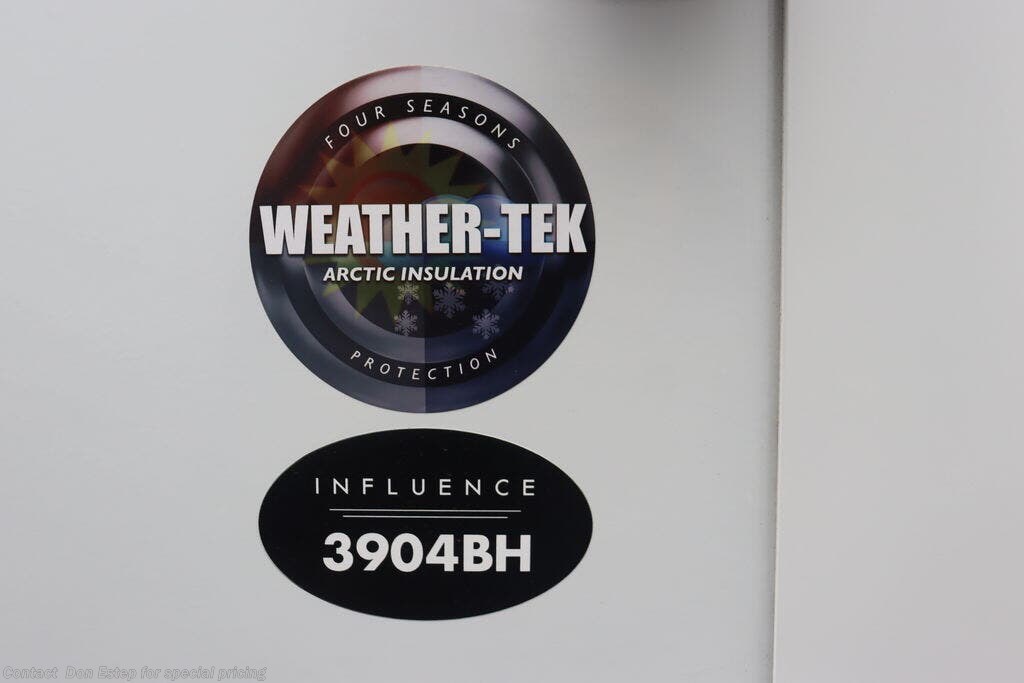 FOUR SEASONS
WEATHER-TEK
ARCTIC INSULATION
PROTECTION
INFLUENCE
3904BH
Contact Don Estep for special pricing